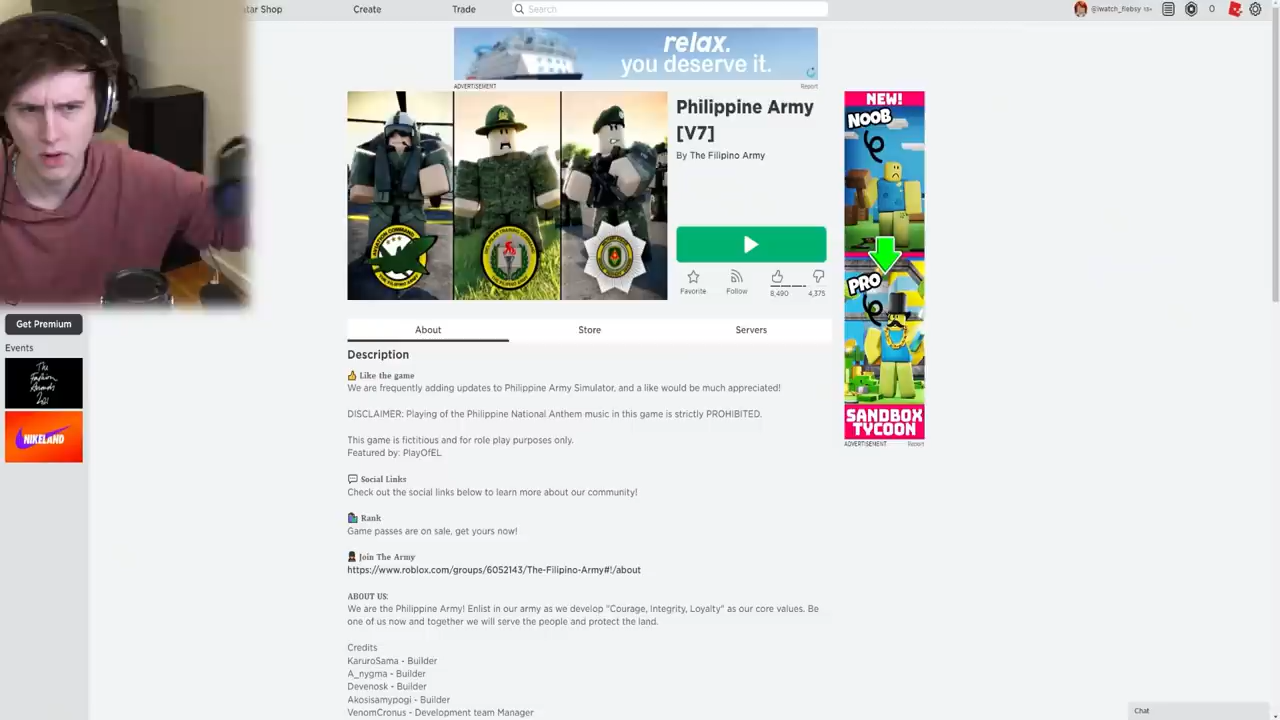 tar Shop
Create
Trade
Search
@iwatch_flebsy 13+
0
relax.
you deserve it.
ADVERTISEMENT
Report
Philippine Army
[V7]
By The Filipino Army
Favorite
Follow
8,490
4,375
NEW!
NOOB
PRO
SANDBOX
TYCOON
ADVERTISEMENT
Report
Get Premium
Events
The
Fashion
Awards
2021
NIKELAND
About
Store
Servers
Description
👍 Like the game
We are frequently adding updates to Philippine Army Simulator, and a like would be much appreciated!
DISCLAIMER: Playing of the Philippine National Anthem music in this game is strictly PROHIBITED.
This game is fictitious and for role play purposes only.
Featured by: PlayOfEL
Social Links
Check out the social links below to learn more about our community!
Rank
Game passes are on sale, get yours now!
Join The Army
https://www.roblox.com/groups/6052143/The-Filipino-Army#!/about
ABOUT US:
We are the Philippine Army! Enlist in our army as we develop "Courage, Integrity, Loyalty" as our core values. Be
one of us now and together we will serve the people and protect the land.
Credits
KaruroSama - Builder
A_nygma - Builder
Devenosk - Builder
Akosisamypogi - Builder
VenomCronus - Development team Manager
Chat